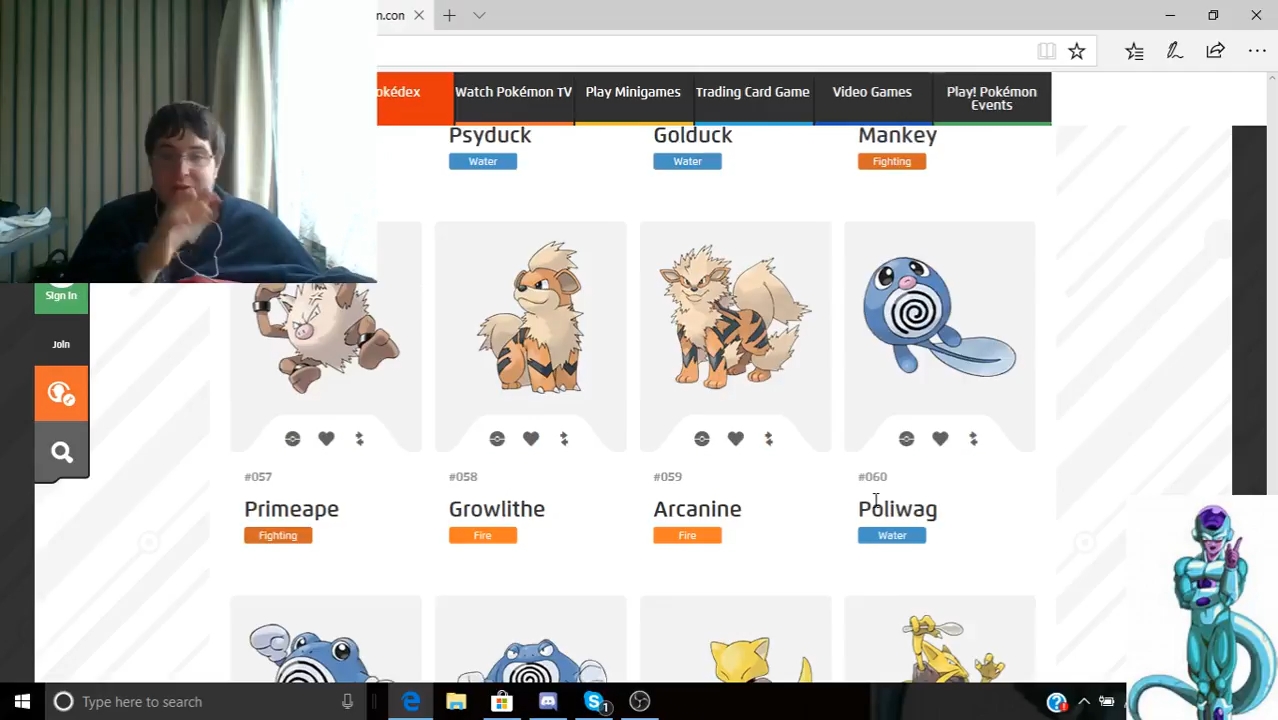 n.con
okédex
Watch Pokémon TV
Play Minigames
Trading Card Game
Video Games
Play! Pokémon
Events
Psyduck
Golduck
Mankey
Water
Water
Fighting
Sign In
Join
#057
#058
#059
#060
Primeape
Growlithe
Arcanine
Poliwag
Fighting
Fire
Fire
Water
Type here to search
1